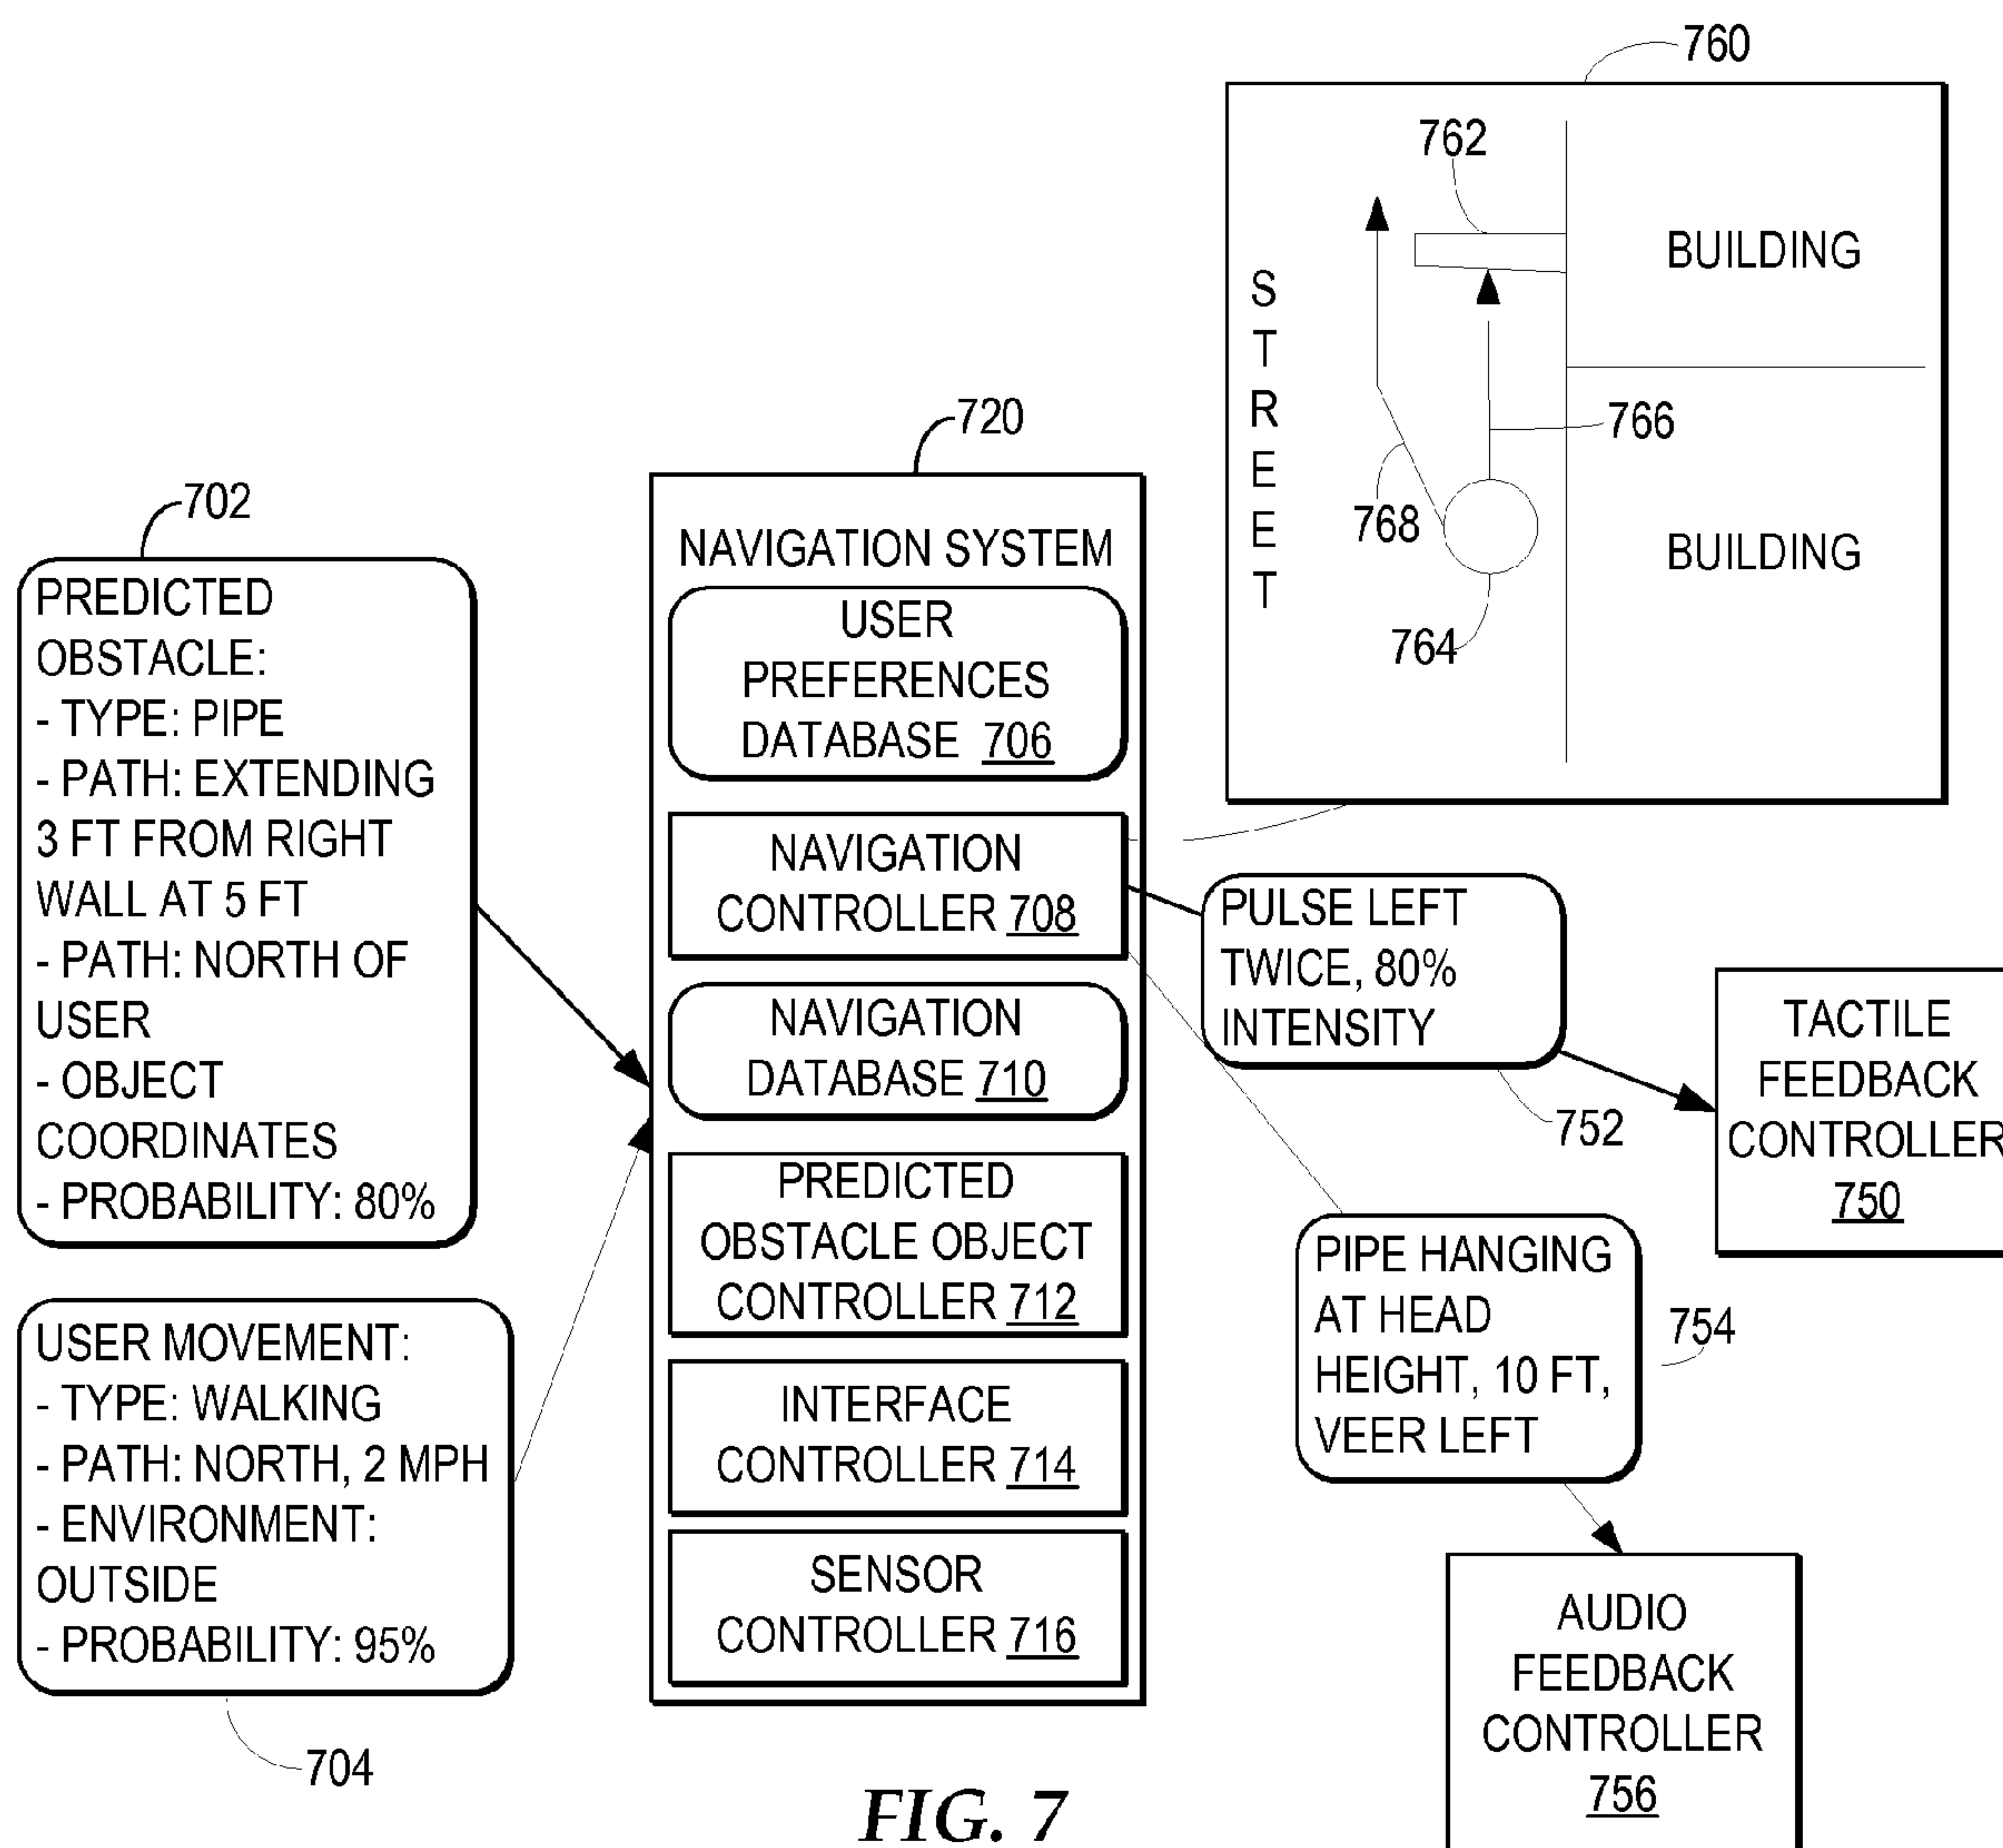 702
PREDICTED
OBSTACLE:
- TYPE: PIPE
- PATH: EXTENDING
3 FT FROM RIGHT
WALL AT 5 FT
- PATH: NORTH OF
USER
- OBJECT
COORDINATES
- PROBABILITY: 80%
USER MOVEMENT:
- TYPE: WALKING
- PATH: NORTH, 2 MPH
- ENVIRONMENT:
OUTSIDE
- PROBABILITY: 95%
704
720
NAVIGATION SYSTEM
USER
PREFERENCES
DATABASE 706
NAVIGATION
CONTROLLER 708
NAVIGATION
DATABASE 710
PREDICTED
OBSTACLE OBJECT
CONTROLLER 712
INTERFACE
CONTROLLER 714
SENSOR
CONTROLLER 716
760
762
BUILDING
STREET
766
768
BUILDING
764
PULSE LEFT
TWICE, 80%
INTENSITY
752
TACTILE
FEEDBACK
CONTROLLER
750
PIPE HANGING
AT HEAD
HEIGHT, 10 FT,
VEER LEFT
754
AUDIO
FEEDBACK
CONTROLLER
756
FIG. 7